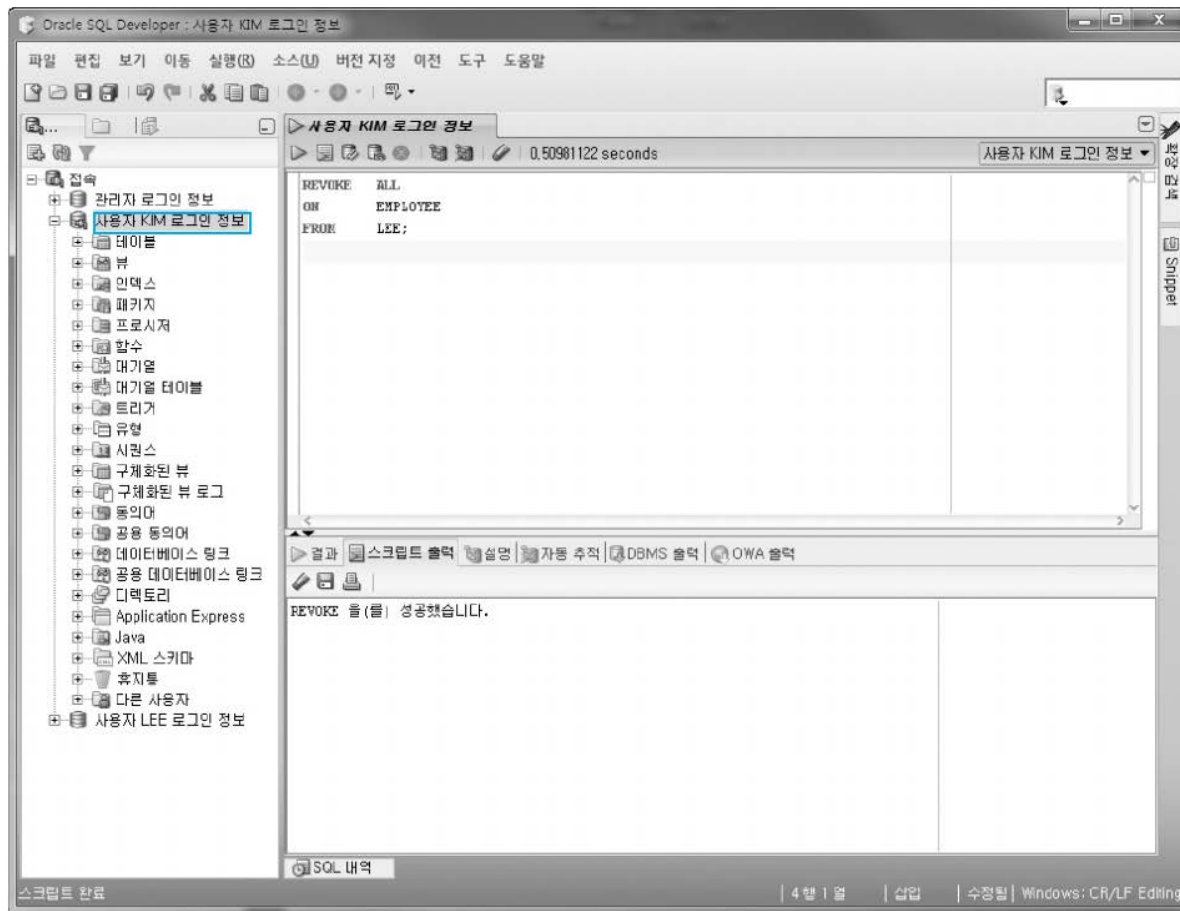 Oracle SQL Developer : 사용자 KIM 로그인 정보
파일 편집 보기 이동 실행(R) 소스(U) 버전 지정 이전 도구 도움말
사용자 KIM 로그인 정보
0,50981122 seconds
사용자 KIM 로그인 정보
접속
관리자 로그인 정보
사용자 KIM 로그인 정보
테이블
뷰
인덱스
패키지
프로시저
함수
대기열
대기열 테이블
트리거
유형
시퀀스
구체화된 뷰
구체화된 뷰 로그
동의어
공용 동의어
데이터베이스 링크
공용 데이터베이스 링크
디렉토리
Application Express
Java
XML 스키마
휴지통
다른 사용자
사용자 LEE 로그인 정보
REVOKE ALL
ON EMPLOYEE
FROM LEE;
결과 스크립트 출력 설명 자동 추적 DBMS 출력 OWA 출력
REVOKE 을(를) 성공했습니다.
SQL 내역
확장 검색
Snippet
스크립트 완료
4 행 1 열 삽입 수정됨 Windows: CR/LF Editing